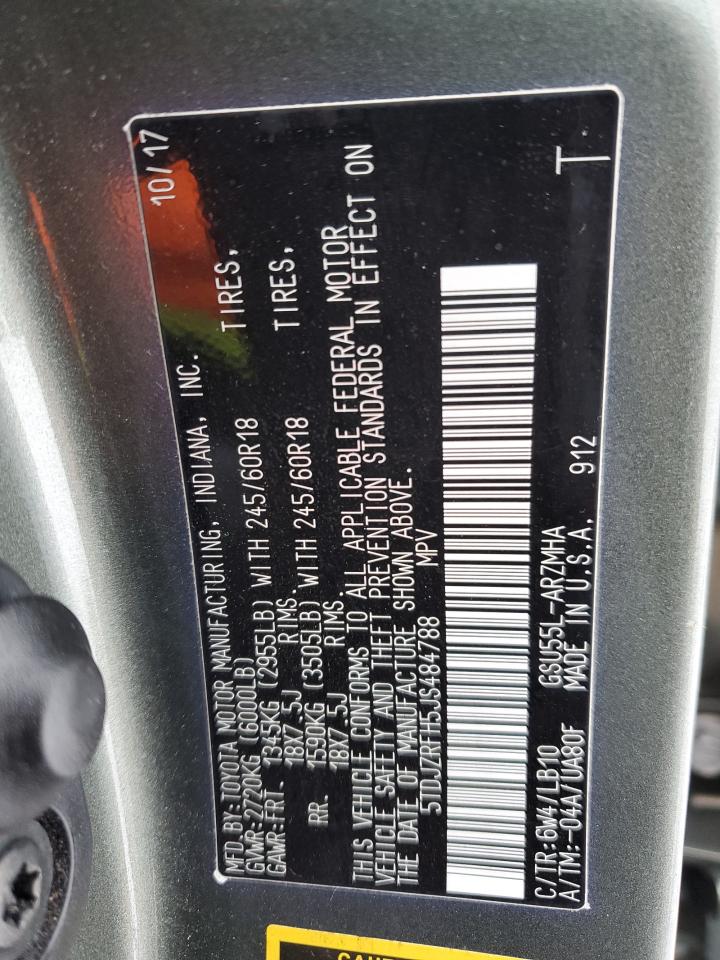 MFD.BY:TOYOTA MOTOR MANUFACTURING, INDIANA, INC. 10/17
GVWR:2720KG (6000LB)
GAWR:FRT 1345KG (2955LB) WITH 245/60R18 TIRES,
18X7.5J RIMS
RR. 1590KG (3505LB) WITH 245/60R18 TIRES,
18X7.5J RIMS
THIS VEHICLE CONFORMS TO ALL APPLICABLE FEDERAL MOTOR
VEHICLE SAFETY AND THEFT PREVENTION STANDARDS IN EFFECT ON
THE DATE OF MANUFACTURE SHOWN ABOVE.
5TDJZRFH5JS484788 MPV
C/TR:6W4/LB10 GSU55L-ARZMHA
A/TM:-04A/UA80F MADE IN U.S.A. 912 T